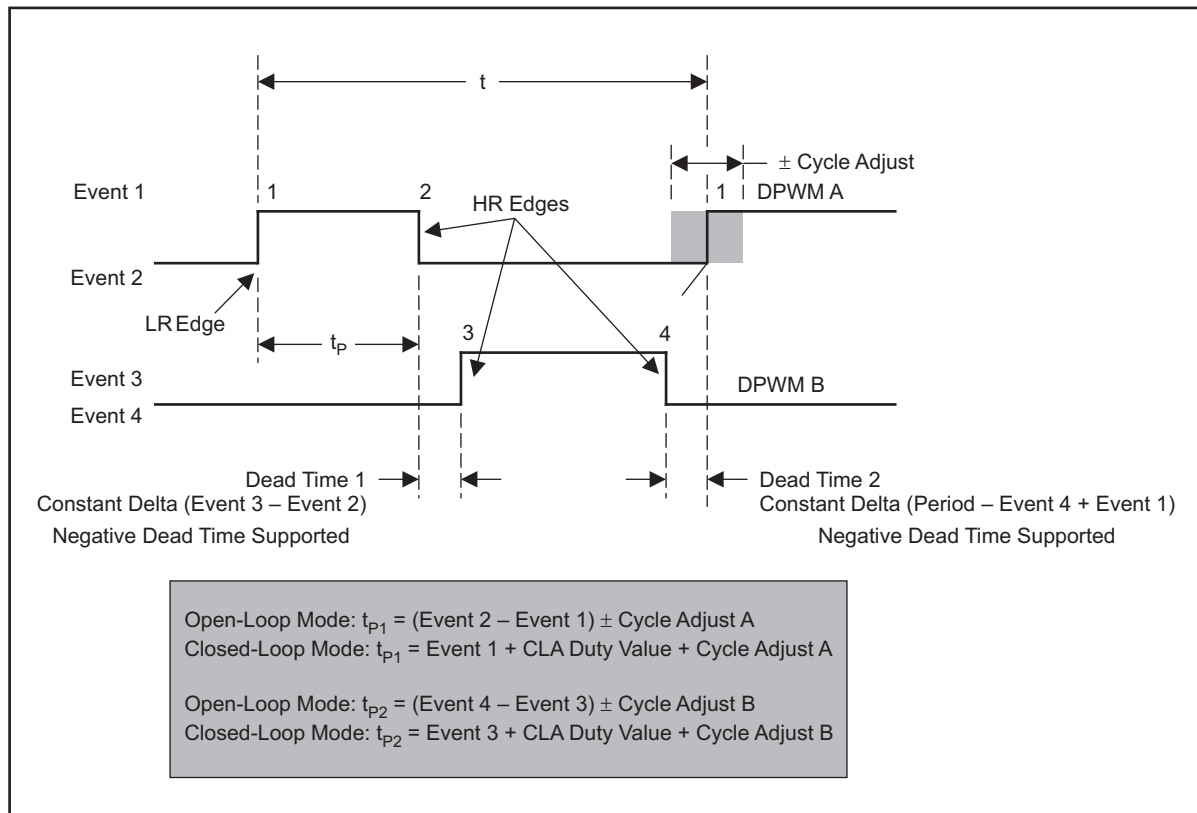 t
± Cycle Adjust
Event 1
1
2
HR Edges
1
DPWM A
Event 2
LR Edge
t_P
3
4
Event 3
DPWM B
Event 4
Dead Time 1
Constant Delta (Event 3 – Event 2)
Negative Dead Time Supported
Dead Time 2
Constant Delta (Period – Event 4 + Event 1)
Negative Dead Time Supported
Open-Loop Mode: t_P1 = (Event 2 – Event 1) ± Cycle Adjust A
Closed-Loop Mode: t_P1 = Event 1 + CLA Duty Value + Cycle Adjust A
Open-Loop Mode: t_P2 = (Event 4 – Event 3) ± Cycle Adjust B
Closed-Loop Mode: t_P2 = Event 3 + CLA Duty Value + Cycle Adjust B